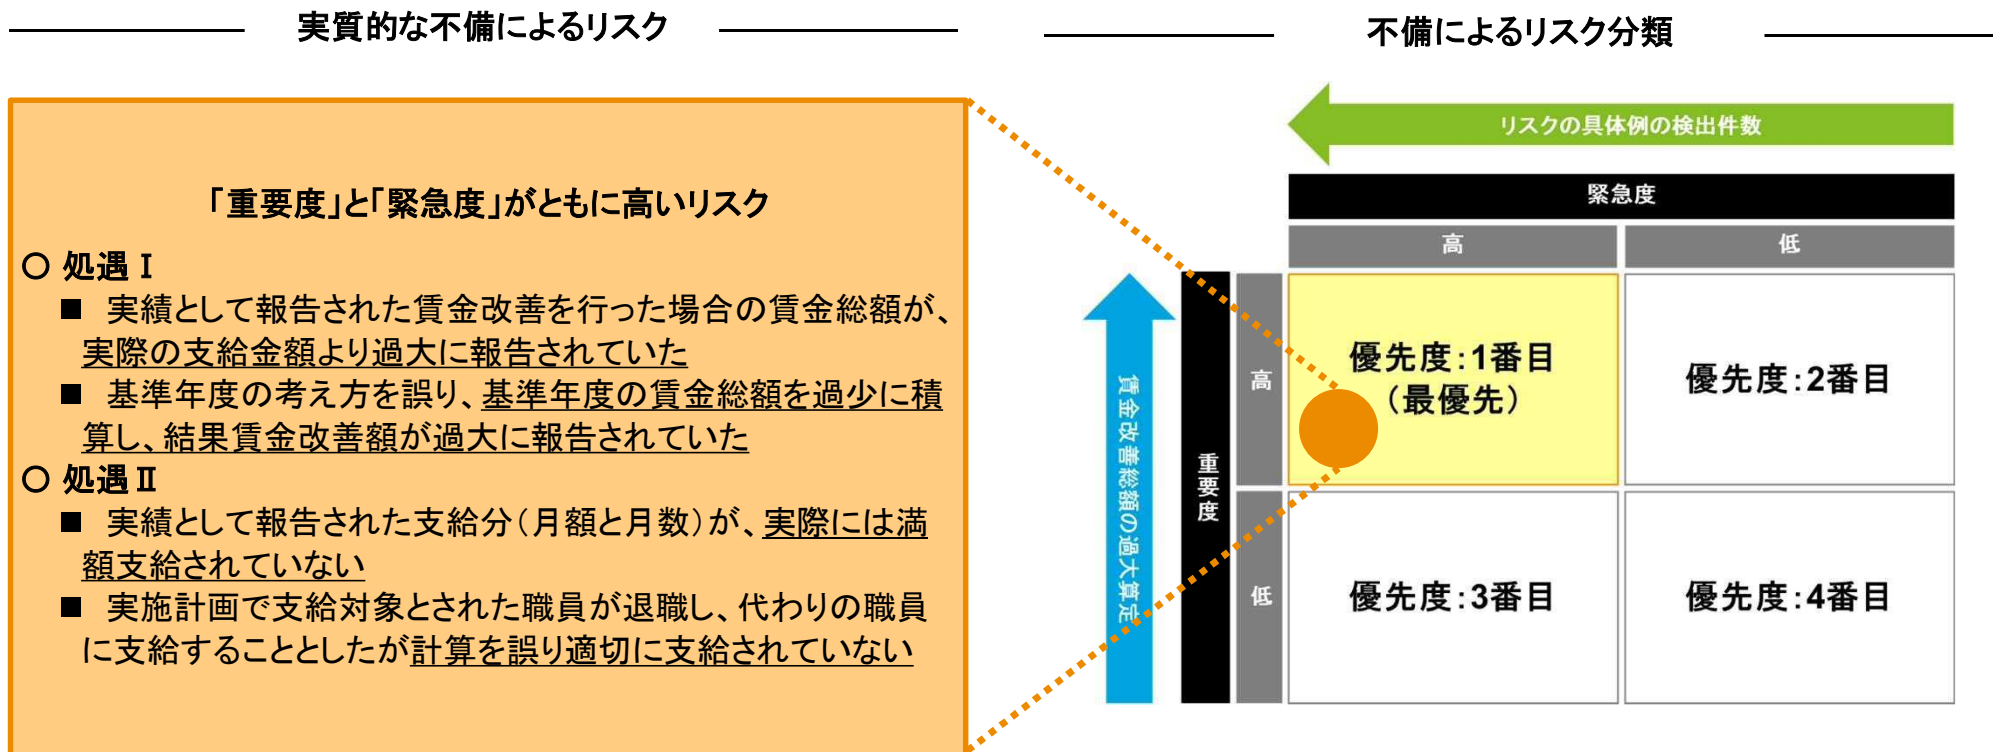 実質的な不備によるリスク
「重要度」と「緊急度」がともに高いリスク
〇 処遇Ⅰ
■ 実績として報告された賃金改善を行った場合の賃金総額が、
実際の支給金額より過大に報告されていた
■ 基準年度の考え方を誤り、基準年度の賃金総額を過少に積
算し、結果賃金改善額が過大に報告されていた
〇 処遇Ⅱ
■ 実績として報告された支給分(月額と月数)が、実際には満
額支給されていない
■ 実施計画で支給対象とされた職員が退職し、代わりの職員
に支給することとしたが計算を誤り適切に支給されていない
不備によるリスク分類
リスクの具体例の検出件数
緊急度
高
低
賃金改善総額の過大算定
重要度
高
優先度:1番目
(最優先)
優先度:2番目
低
優先度:3番目
優先度:4番目